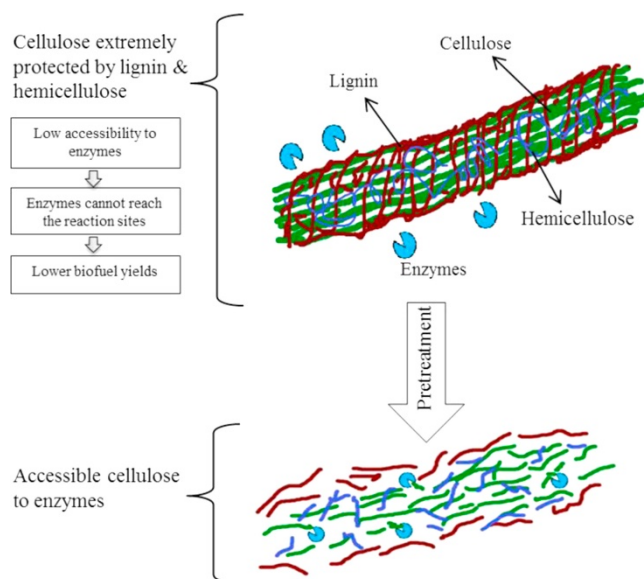 Cellulose extremely
protected by lignin &
hemicellulose
Low accessibility to
enzymes
Enzymes cannot reach
the reaction sites
Lower biofuel yields
Cellulose
Lignin
Hemicellulose
Enzymes
Pretreatment
Accessible cellulose
to enzymes